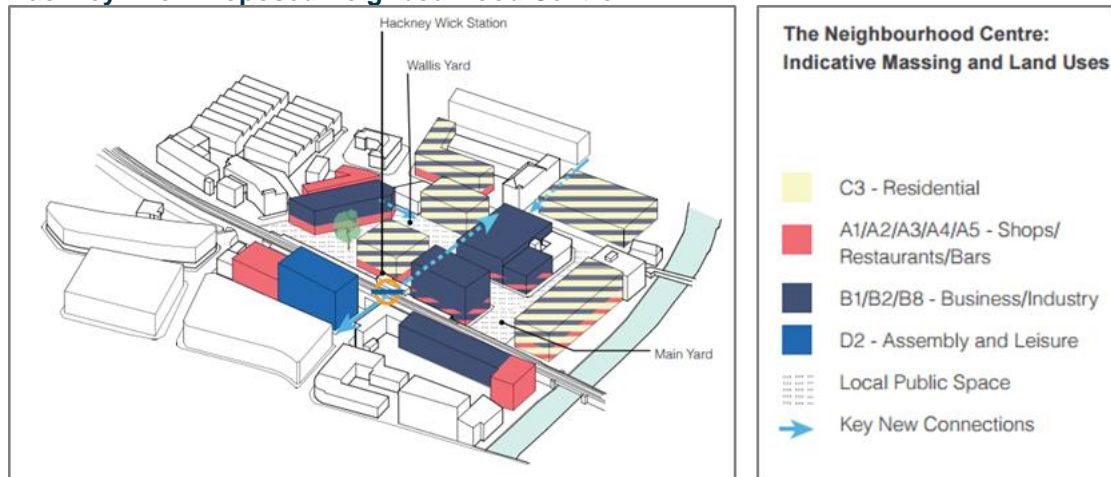 Hackney Wick Station
Wallis Yard
Main Yard
The Neighbourhood Centre:
Indicative Massing and Land Uses
C3 - Residential
A1/A2/A3/A4/A5 - Shops/
Restaurants/Bars
B1/B2/B8 - Business/Industry
D2 - Assembly and Leisure
Local Public Space
Key New Connections